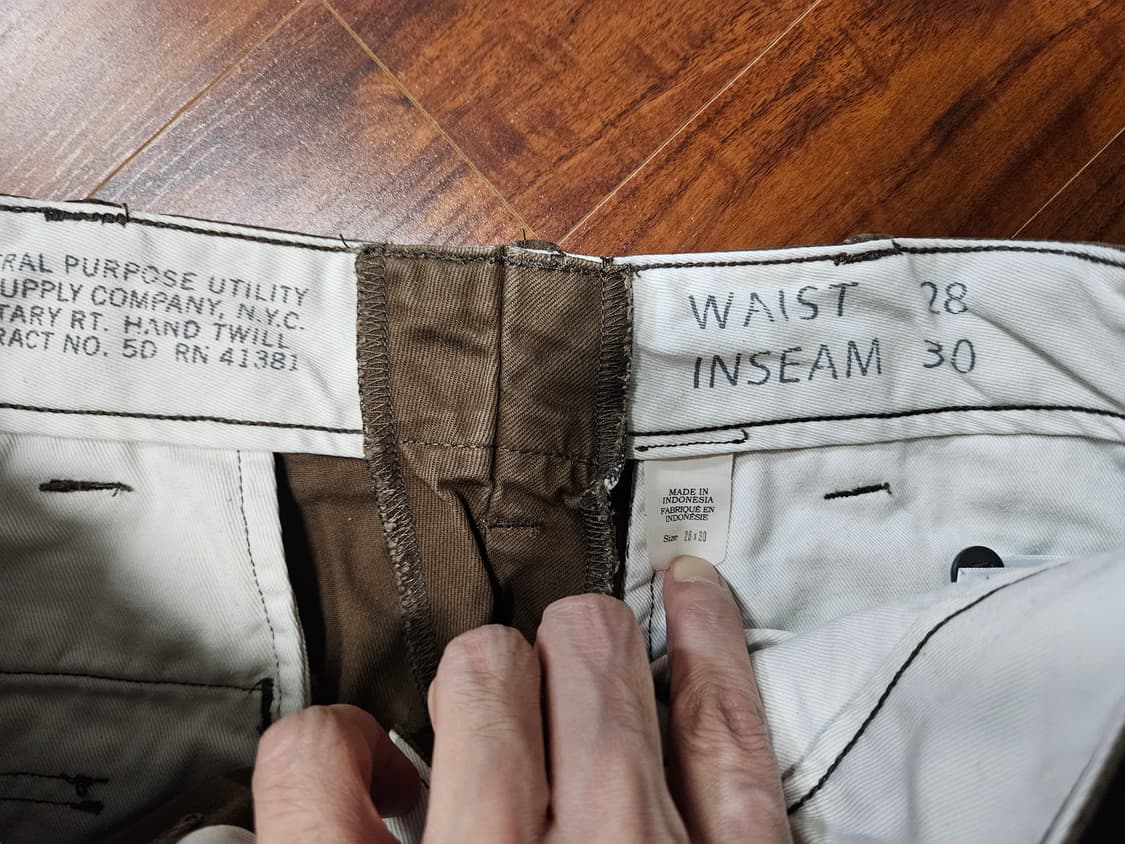 RAL PURPOSE UTILITY
UPPLY COMPANY, N.Y.C.
TARY RT. HAND TWILL
RACT NO. 5D RN 41381
WAIST 28
INSEAM 30
MADE IN
INDONESIA
FABRIQUÉ EN
INDONÉSIE
Size 28 x 30